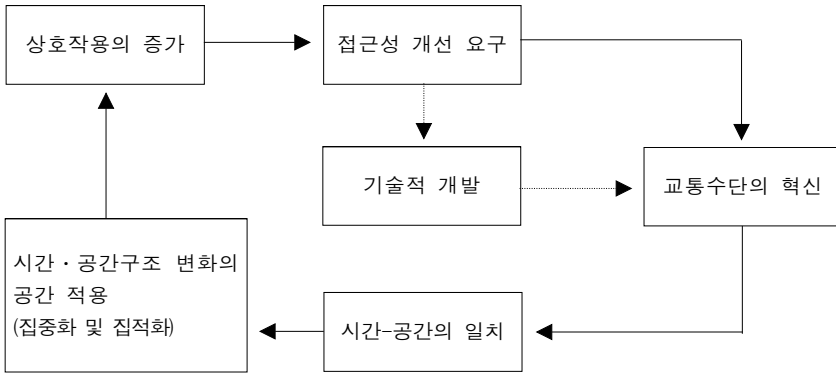 상호작용의 증가
접근성 개선 요구
기술적 개발
교통수단의 혁신
시간·공간구조 변화의
공간 적용
(집중화 및 집적화)
시간-공간의 일치